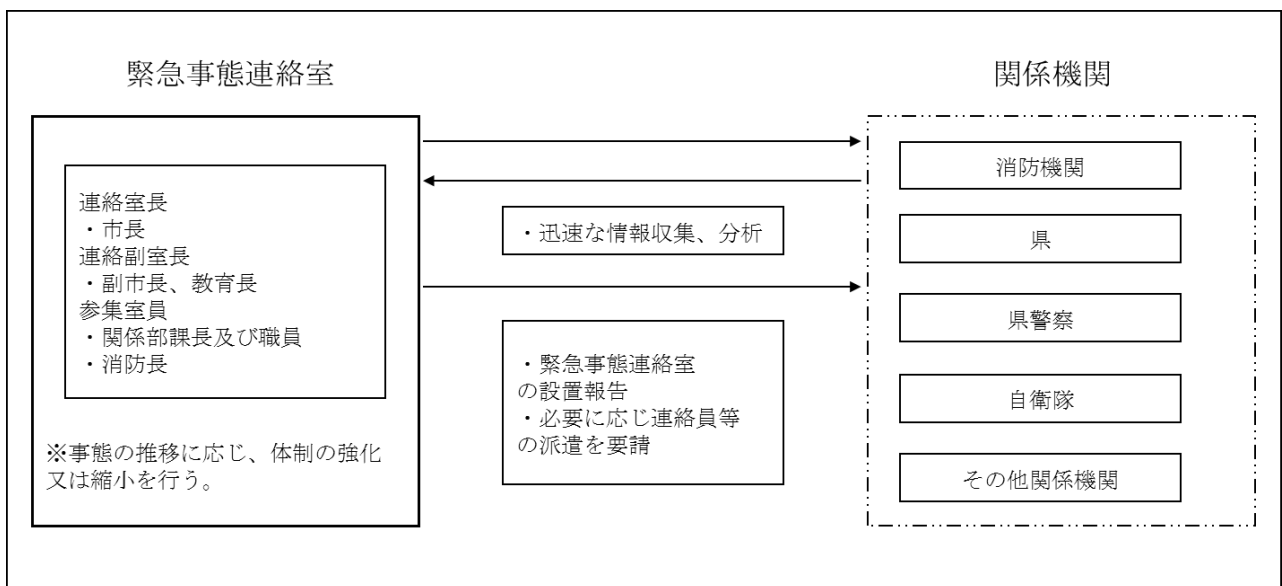 緊急事態連絡室
関係機関
連絡室長
・市長
連絡副室長
・副市長、教育長
参集室員
・関係部課長及び職員
・消防長
※事態の推移に応じ、体制の強化
又は縮小を行う。
・迅速な情報収集、分析
・緊急事態連絡室
の設置報告
・必要に応じ連絡員等
の派遣を要請
消防機関
県
県警察
自衛隊
その他関係機関